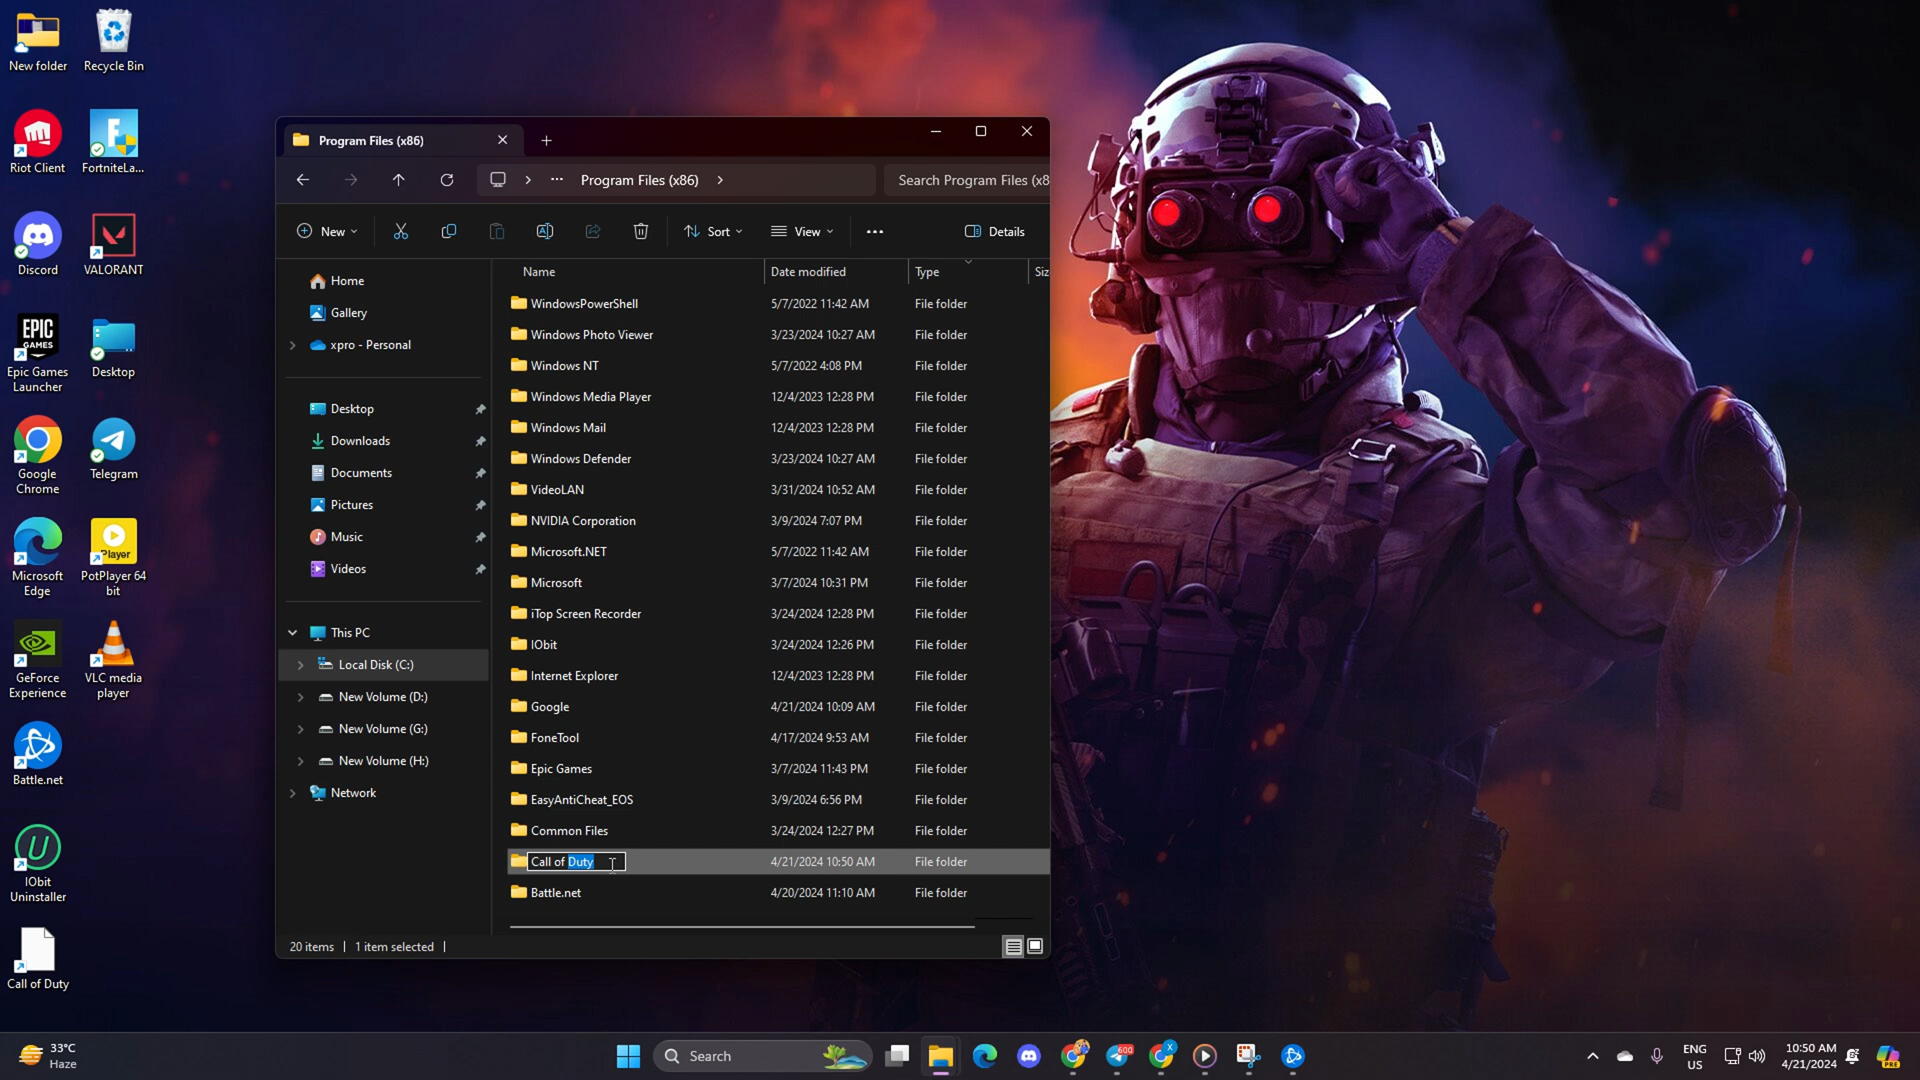 New folder
Recycle Bin
Riot Client
FortniteLa...
Discord
VALORANT
EPIC
GAMES
Epic Games
Launcher
Desktop
Google
Chrome
Telegram
Microsoft
Edge
Player
PotPlayer 64
bit
GeForce
Experience
VLC media
player
Battle.net
IObit
Uninstaller
Call of Duty
Program Files (x86)
Program Files (x86)
Search Program Files (x8
New
Sort
View
Details
Home
Gallery
xpro - Personal
Desktop
Downloads
Documents
Pictures
Music
Videos
This PC
Local Disk (C:)
New Volume (D:)
New Volume (G:)
New Volume (H:)
Network
Name Date modified Type Siz
WindowsPowerShell 5/7/2022 11:42 AM File folder
Windows Photo Viewer 3/23/2024 10:27 AM File folder
Windows NT 5/7/2022 4:08 PM File folder
Windows Media Player 12/4/2023 12:28 PM File folder
Windows Mail 12/4/2023 12:28 PM File folder
Windows Defender 3/23/2024 10:27 AM File folder
VideoLAN 3/31/2024 10:52 AM File folder
NVIDIA Corporation 3/9/2024 7:07 PM File folder
Microsoft.NET 5/7/2022 11:42 AM File folder
Microsoft 3/7/2024 10:31 PM File folder
iTop Screen Recorder 3/24/2024 12:28 PM File folder
IObit 3/24/2024 12:26 PM File folder
Internet Explorer 12/4/2023 12:28 PM File folder
Google 4/21/2024 10:09 AM File folder
FoneTool 4/17/2024 9:53 AM File folder
Epic Games 3/7/2024 11:43 PM File folder
EasyAntiCheat_EOS 3/9/2024 6:56 PM File folder
Common Files 3/24/2024 12:27 PM File folder
Call of Duty 4/21/2024 10:50 AM File folder
Battle.net 4/20/2024 11:10 AM File folder
20 items 1 item selected
33°C
Haze
Search
600
X
ENG
US
10:50 AM
4/21/2024
PRE